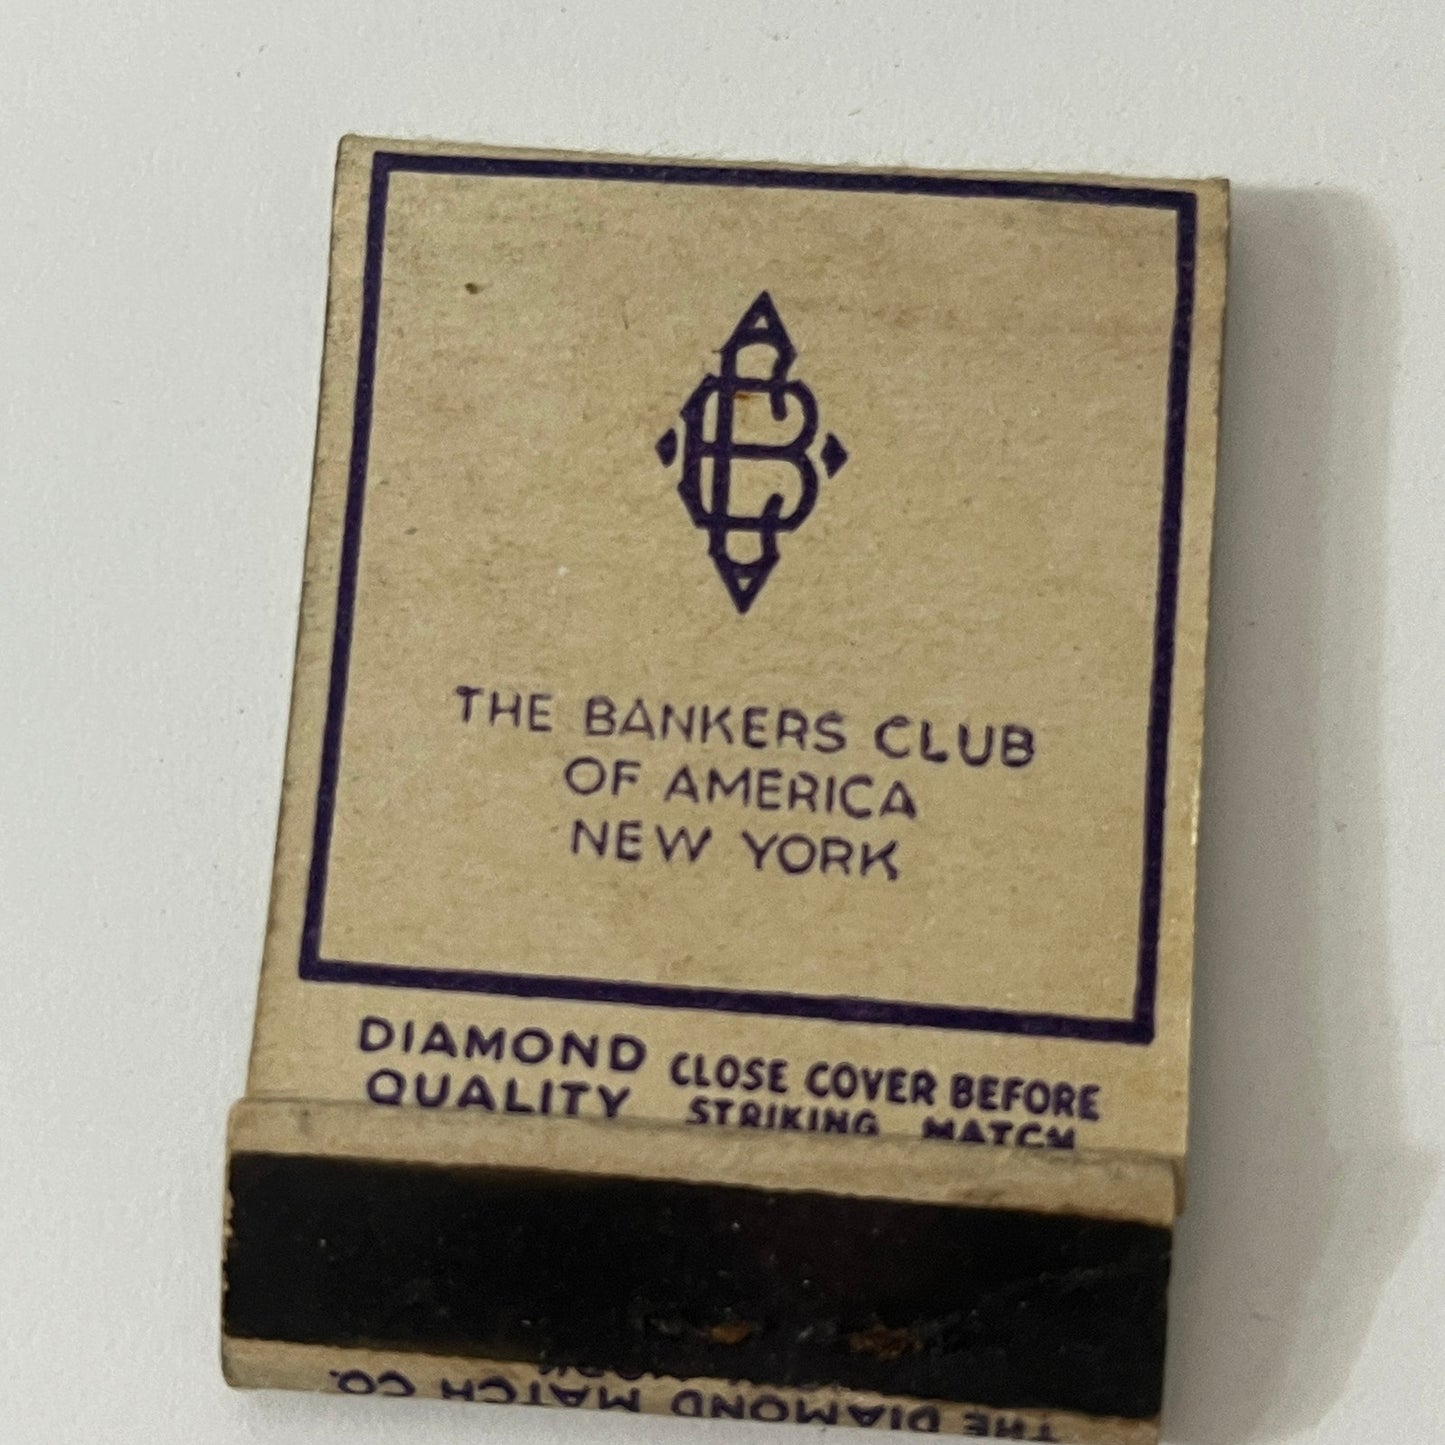 THE BANKERS CLUB
OF AMERICA
NEW YORK
DIAMOND
QUALITY
CLOSE COVER BEFORE
STRIKING MATCH
THE DIAMOND MATCH CO.